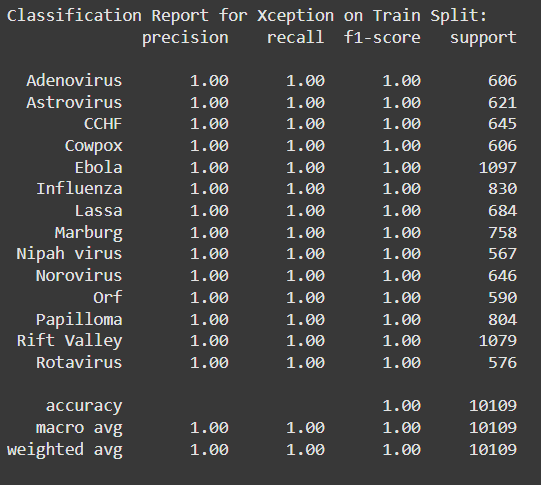 Classification Report for Xception on Train Split:
precision recall f1-score support
Adenovirus 1.00 1.00 1.00 606
Astrovirus 1.00 1.00 1.00 621
CCHF 1.00 1.00 1.00 645
Cowpox 1.00 1.00 1.00 606
Ebola 1.00 1.00 1.00 1097
Influenza 1.00 1.00 1.00 830
Lassa 1.00 1.00 1.00 684
Marburg 1.00 1.00 1.00 758
Nipah virus 1.00 1.00 1.00 567
Norovirus 1.00 1.00 1.00 646
Orf 1.00 1.00 1.00 590
Papilloma 1.00 1.00 1.00 804
Rift Valley 1.00 1.00 1.00 1079
Rotavirus 1.00 1.00 1.00 576
accuracy 1.00 10109
macro avg 1.00 1.00 1.00 10109
weighted avg 1.00 1.00 1.00 10109